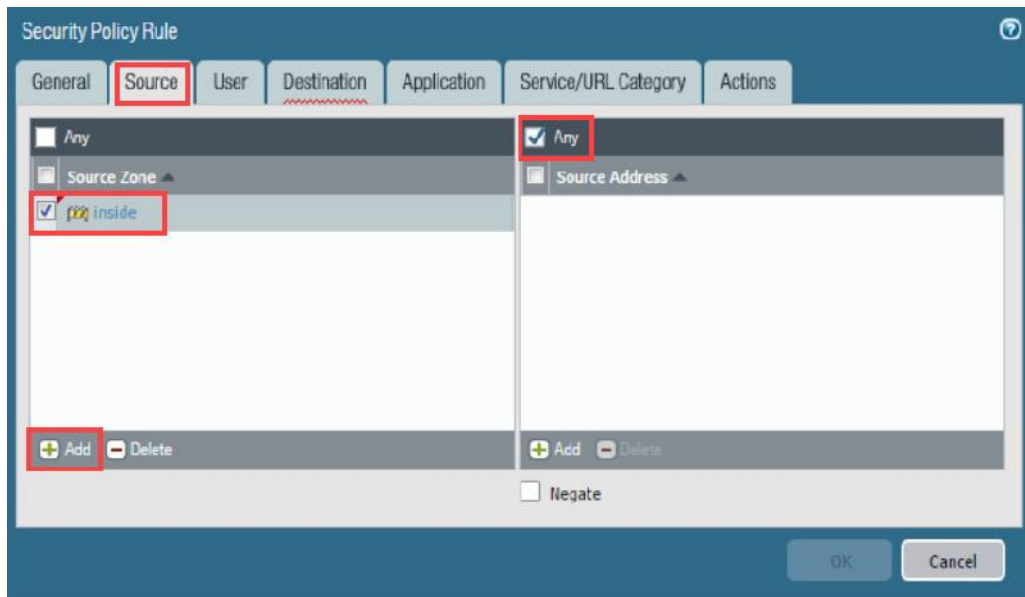 Security Policy Rule
General Source User Destination Application Service/URL Category Actions
Any
Source Zone
inside
Add Delete
Any
Source Address
Add Delete
Negate
OK Cancel